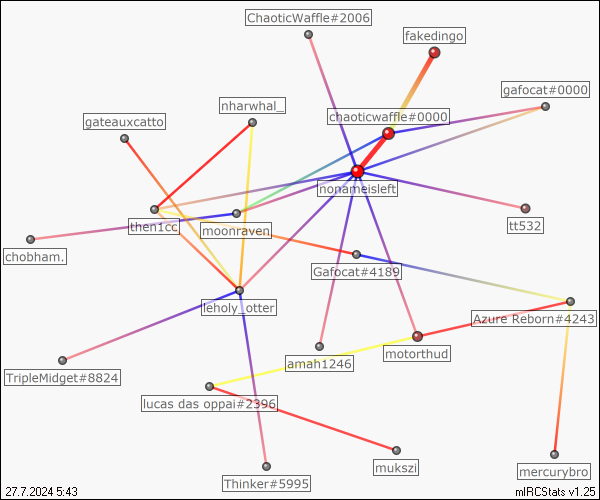 ChaoticWaffle#2006
fakedingo
gafocat#0000
nharwhal_
chaoticwaffle#0000
gateauxcatto
nonameisleft
then1cc
moonraven
tt532
chobham.
Gafocat#4189
leholy_otter
Azure Reborn#4243
motorthud
amah1246
TripleMidget#8824
lucas das oppai#2396
mukszi
mercurybro
Thinker#5995
27.7.2024 5:43
mIRCStats v1.25